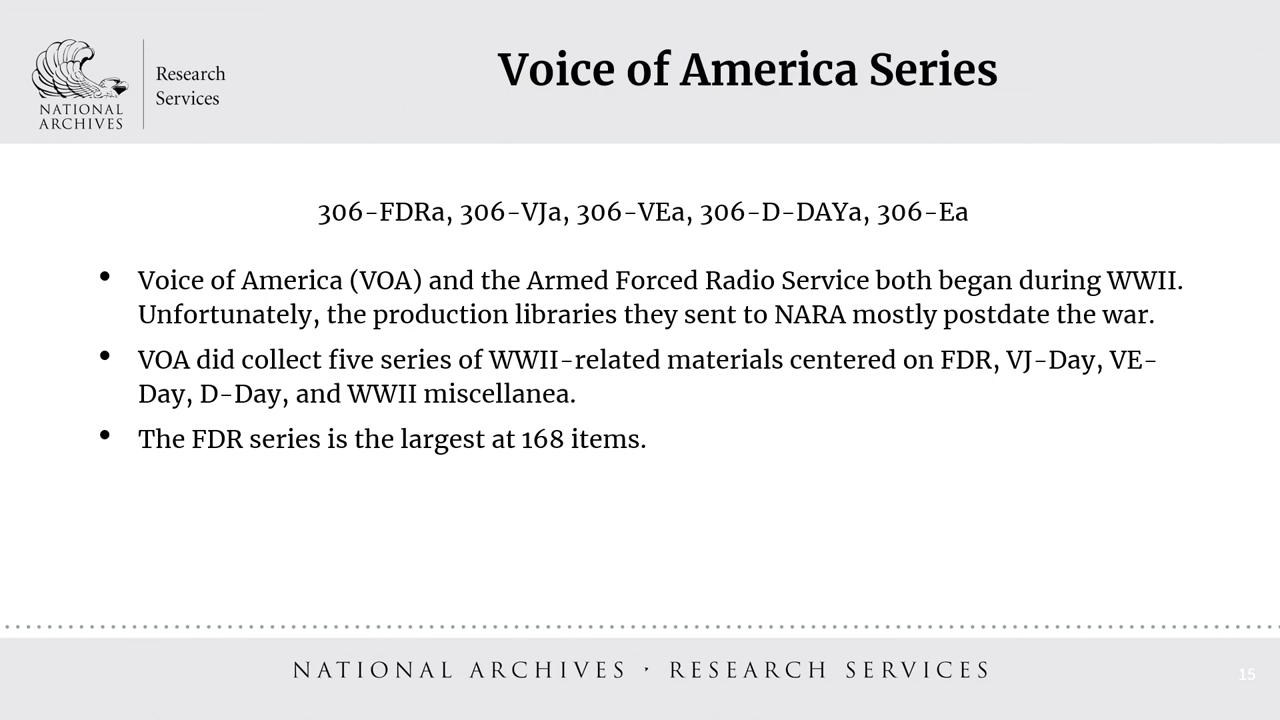 NATIONAL
ARCHIVES
Research
Services
Voice of America Series
306-FDRa, 306-VJa, 306-VEa, 306-D-DAYa, 306-Ea
• Voice of America (VOA) and the Armed Forced Radio Service both began during WWII.
Unfortunately, the production libraries they sent to NARA mostly postdate the war.
• VOA did collect five series of WWII-related materials centered on FDR, VJ-Day, VE-
Day, D-Day, and WWII miscellanea.
• The FDR series is the largest at 168 items.
NATIONAL ARCHIVES · RESEARCH SERVICES
15